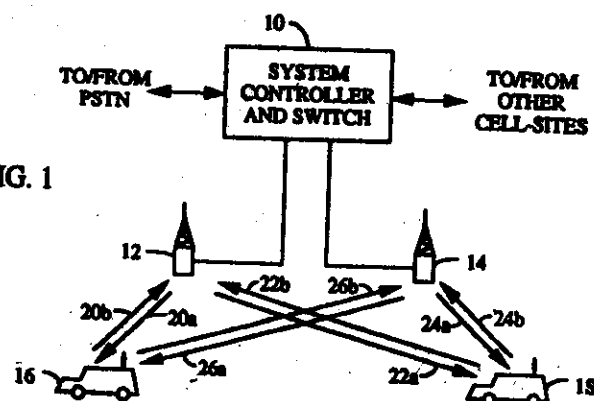 10
TO/FROM
PSTN
SYSTEM
CONTROLLER
AND SWITCH
TO/FROM
OTHER
CELL-SITES
IG. 1
12
14
22b
26b
20b
20a
24a
24b
16
26a
22a
18